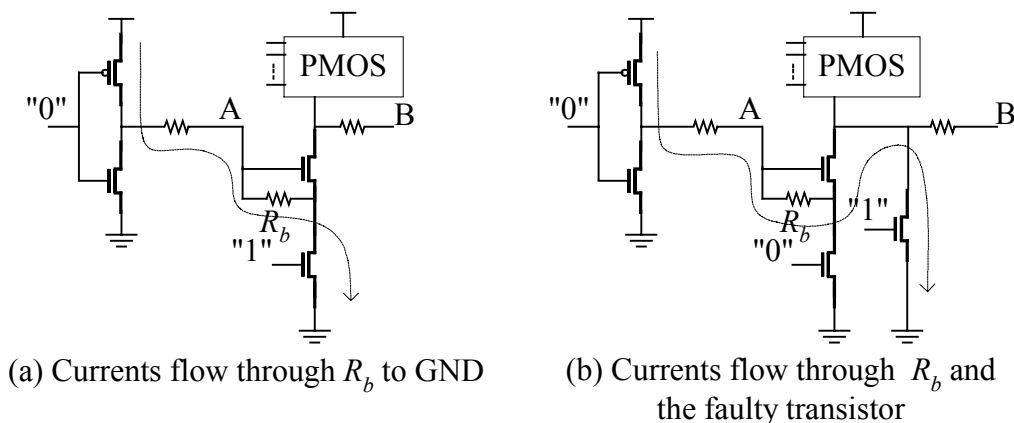 PMOS
"0"
A
B
R_b
"1"
(a) Currents flow through R_b to GND
PMOS
"0"
A
B
R_b
"1"
"0"
(b) Currents flow through R_b and
the faulty transistor